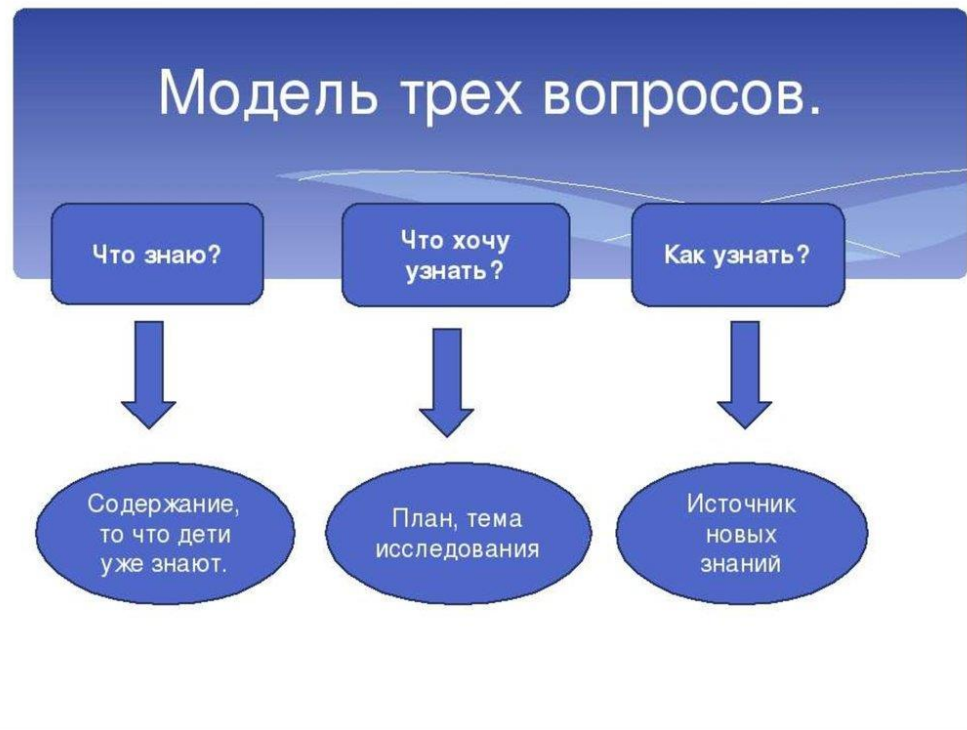 Модель трех вопросов.
Что знаю?
Что хочу
узнать?
Как узнать?
Содержание,
то что дети
уже знают.
План, тема
исследования
Источник
новых
знаний